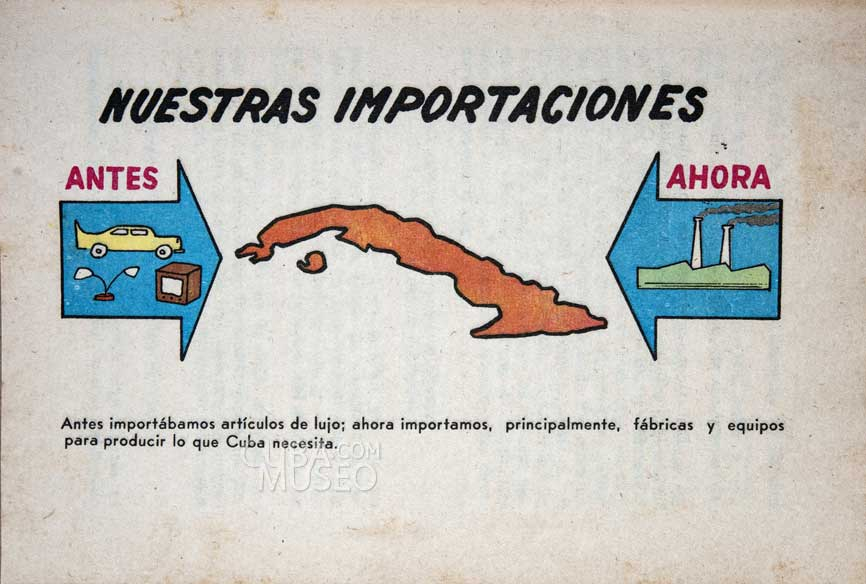 NUESTRAS IMPORTACIONES
ANTES
AHORA
Antes importábamos artículos de lujo; ahora importamos, principalmente, fábricas y equipos
para producir lo que Cuba necesita.
CUBA.COM
MUSEO